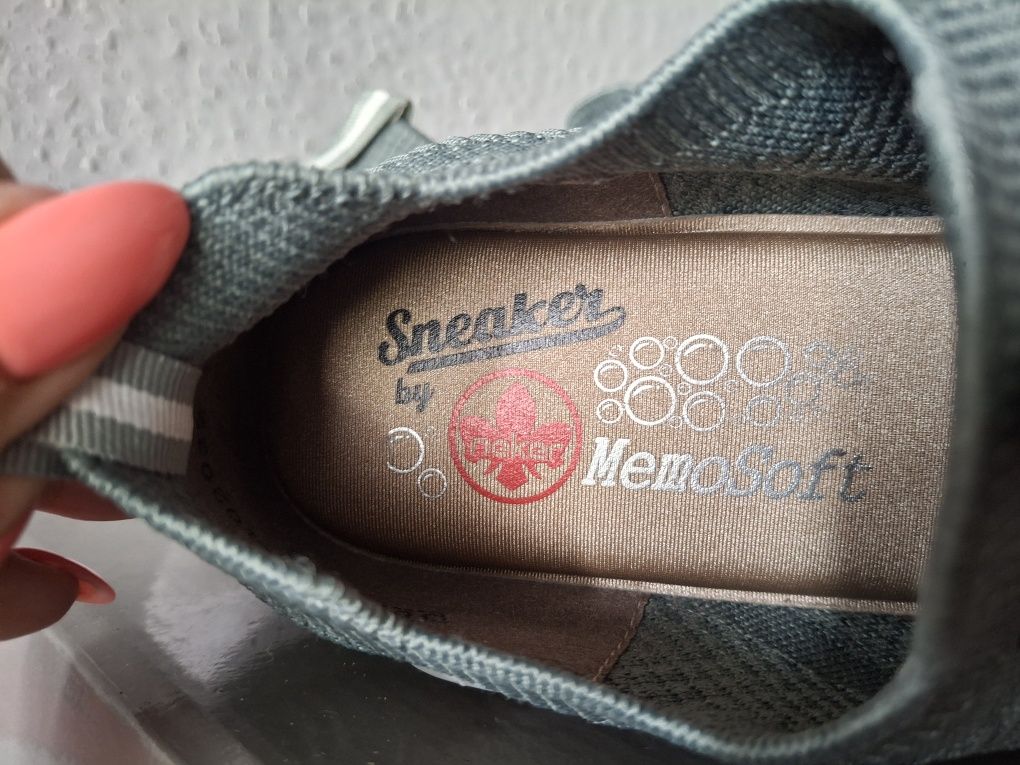 Sneaker
by
rieker
MemoSoft